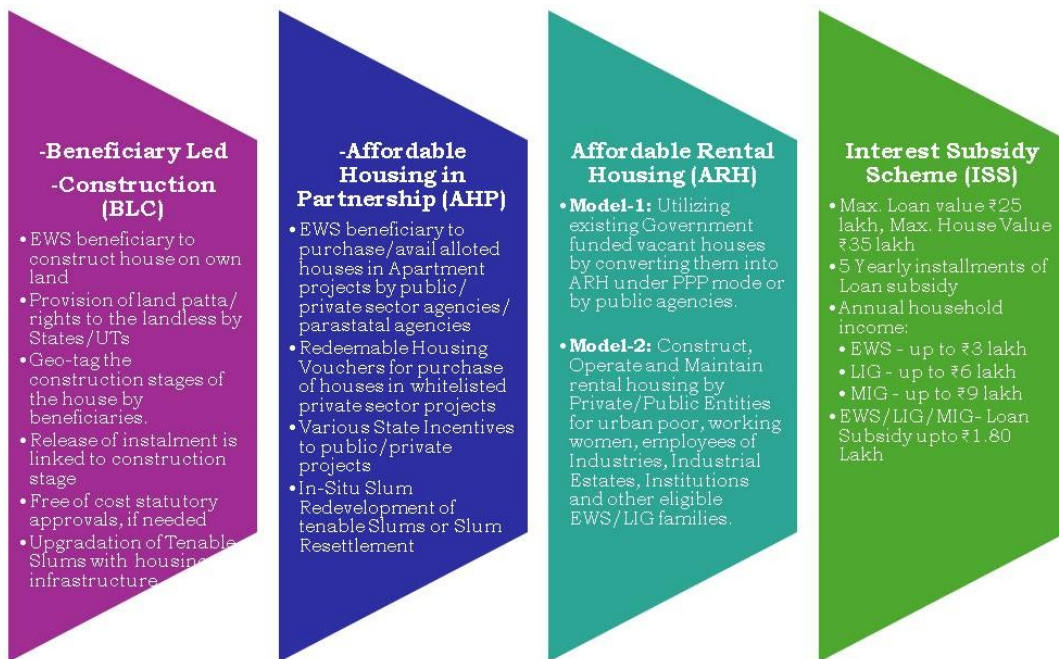 -Beneficiary Led
-Construction
(BLC)
• EWS beneficiary to
construct house on own
land
• Provision of land patta/
rights to the landless by
States/UTs
• Geo-tag the
construction stages of
the house by
beneficiaries.
• Release of instalment is
linked to construction
stage
• Free of cost statutory
approvals, if needed
• Upgradation of Tenable
Slums with housing
infrastructure
-Affordable
Housing in
Partnership (AHP)
• EWS beneficiary to
purchase/avail alloted
houses in Apartment
projects by public/
private sector agencies/
parastatal agencies
• Redeemable Housing
Vouchers for purchase
of houses in whitelisted
private sector projects
• Various State Incentives
to public/private
projects
• In-Situ Slum
Redevelopment of
tenable Slums or Slum
Resettlement
Affordable Rental
Housing (ARH)
• Model-1: Utilizing
existing Government
funded vacant houses
by converting them into
ARH under PPP mode or
by public agencies.
• Model-2: Construct,
Operate and Maintain
rental housing by
Private/Public Entities
for urban poor, working
women, employees of
Industries, Industrial
Estates, Institutions
and other eligible
EWS/LIG families.
Interest Subsidy
Scheme (ISS)
• Max. Loan value ₹25
lakh, Max. House Value
₹35 lakh
• 5 Yearly installments of
Loan subsidy
• Annual household
income:
• EWS - up to ₹3 lakh
• LIG - up to ₹6 lakh
• MIG - up to ₹9 lakh
• EWS/LIG/MIG- Loan
Subsidy upto ₹1.80
Lakh